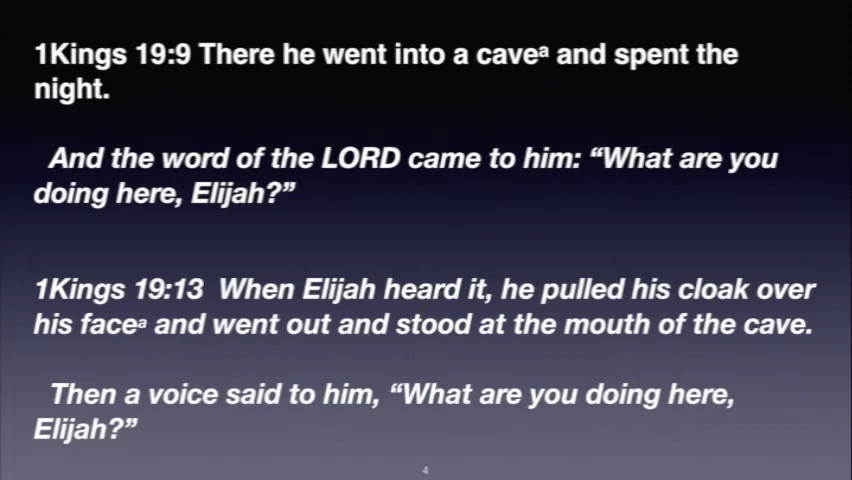 1Kings 19:9 There he went into a caveª and spent the
night.
And the word of the LORD came to him: “What are you
doing here, Elijah?”
1Kings 19:13  When Elijah heard it, he pulled his cloak over
his faceª and went out and stood at the mouth of the cave.
Then a voice said to him, “What are you doing here,
Elijah?”
4